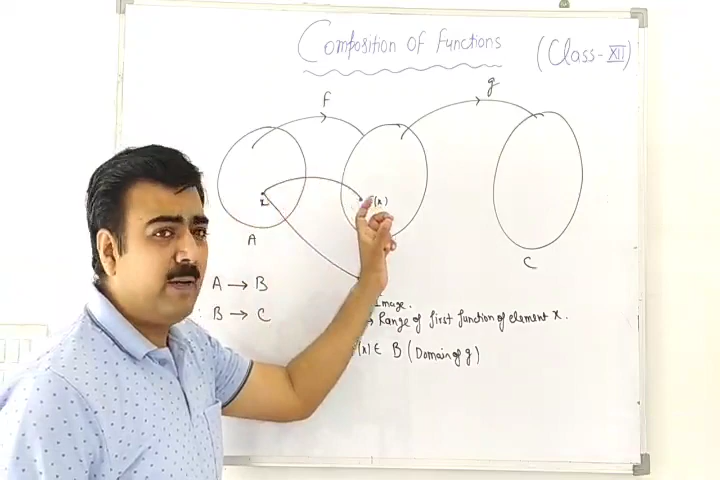 Composition of Functions (Class-XII)
f
g
x
f(x)
A
C
A → B
B → C
Image.
→ Range of first function of element x.
(x) ∈ B (Domain of g)